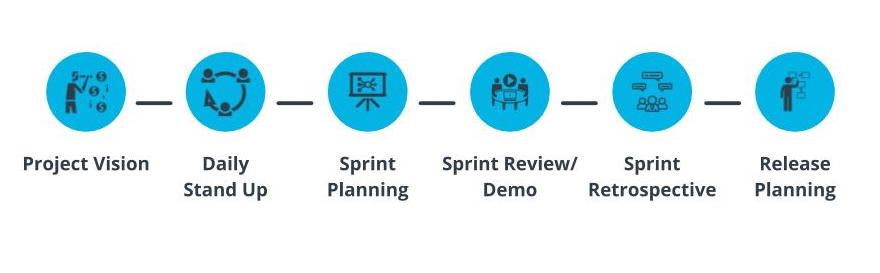 Project Vision
Daily
Stand Up
Sprint
Planning
Sprint Review/
Demo
Sprint
Retrospective
Release
Planning